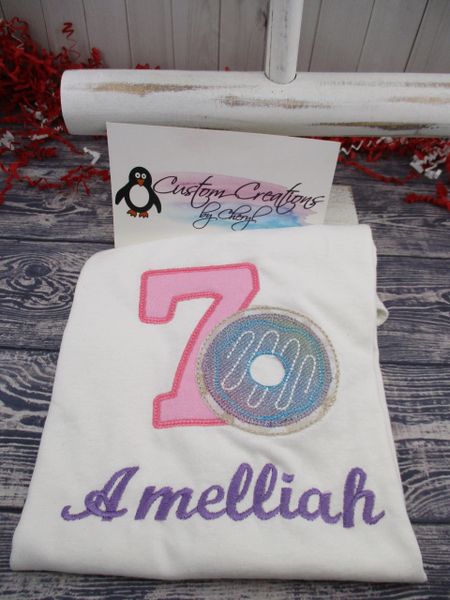 Custom Creations
by Cheryl
7
Amelliah